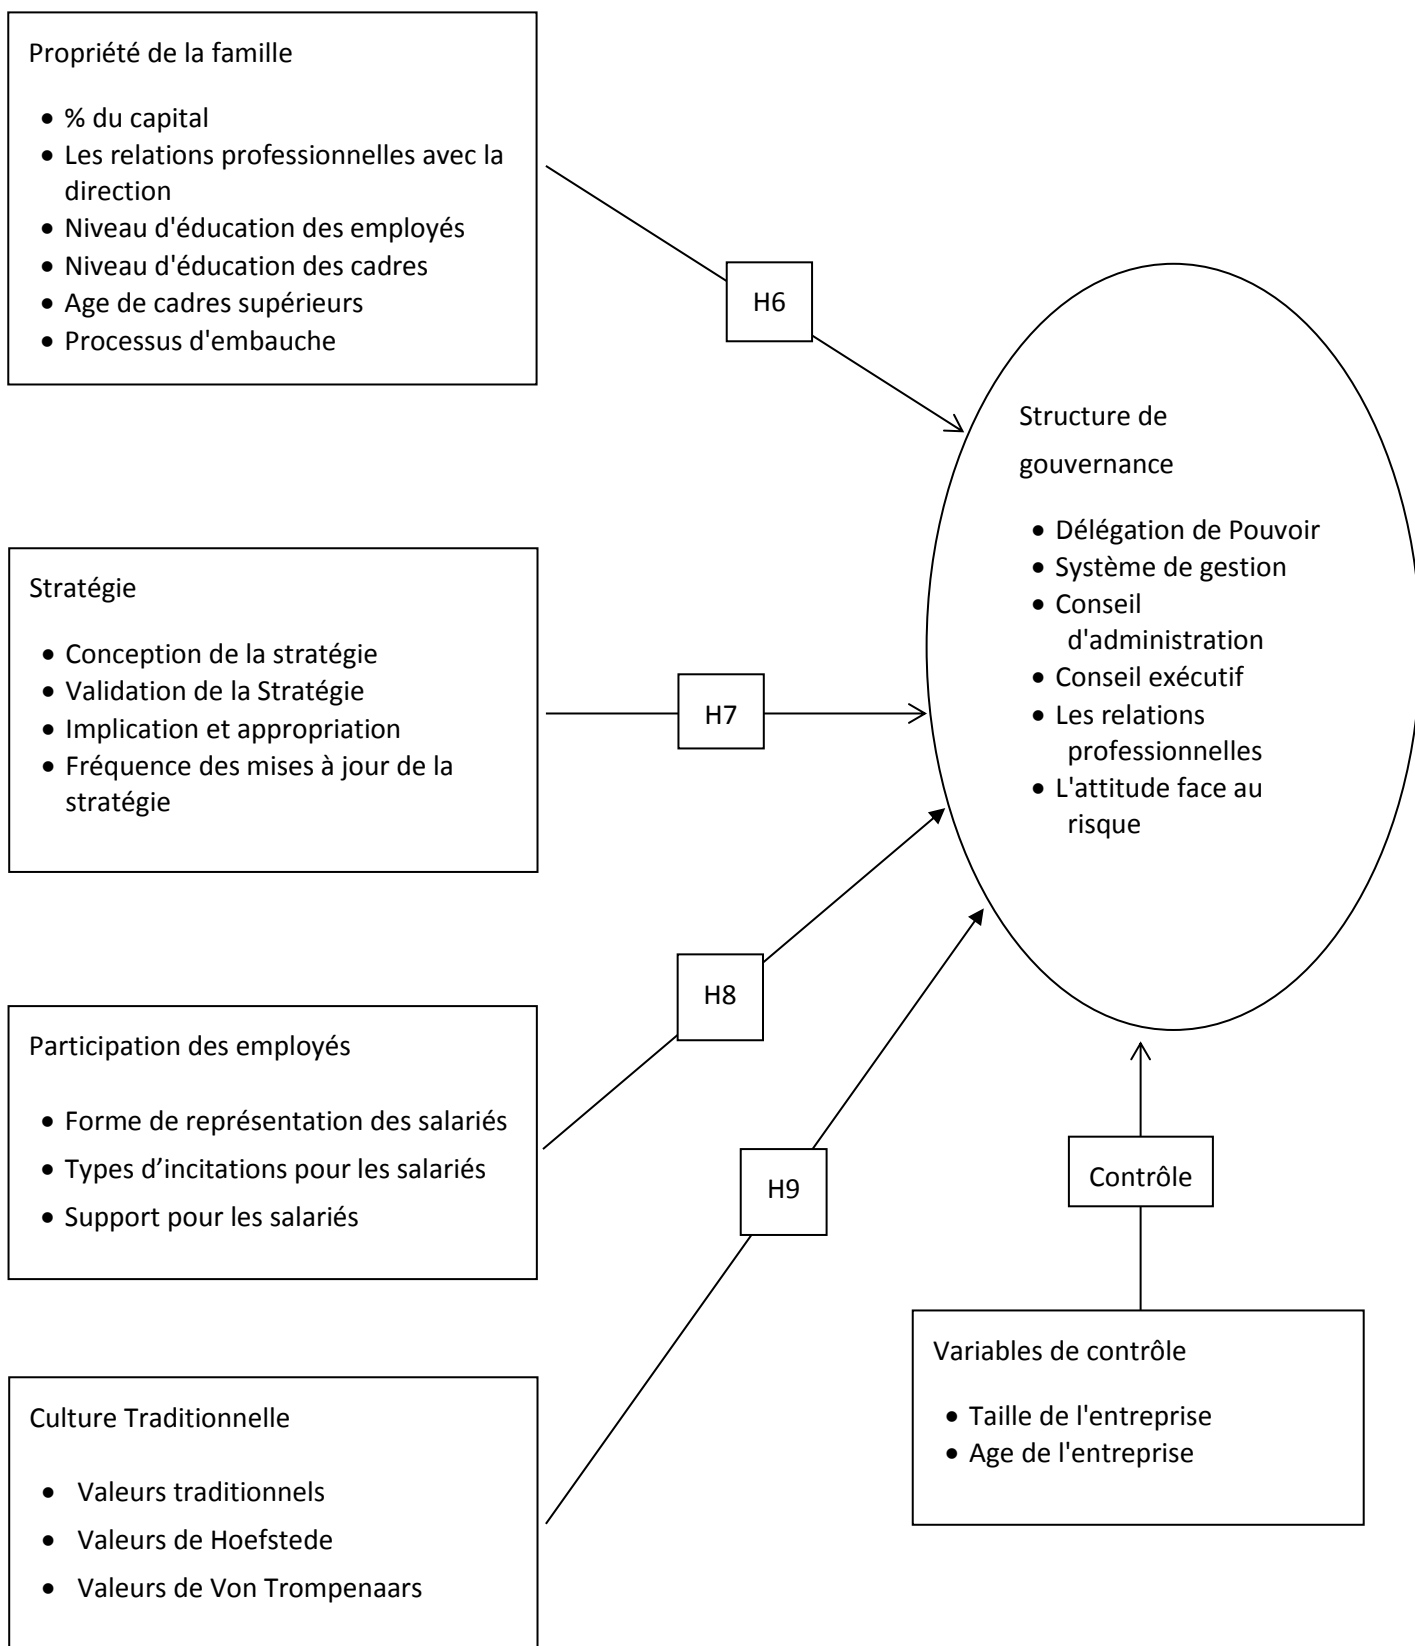 Propriété de la famille
• % du capital
• Les relations professionnelles avec la
direction
• Niveau d'éducation des employés
• Niveau d'éducation des cadres
• Age de cadres supérieurs
• Processus d'embauche
H6
Structure de
gouvernance
• Délégation de Pouvoir
• Système de gestion
• Conseil
d'administration
• Conseil exécutif
• Les relations
professionnelles
• L'attitude face au
risque
Stratégie
• Conception de la stratégie
• Validation de la Stratégie
• Implication et appropriation
• Fréquence des mises à jour de la
stratégie
H7
H8
Participation des employés
• Forme de représentation des salariés
• Types d’incitations pour les salariés
• Support pour les salariés
H9
Contrôle
Variables de contrôle
• Taille de l'entreprise
• Age de l'entreprise
Culture Traditionnelle
• Valeurs traditionnels
• Valeurs de Hoefstede
• Valeurs de Von Trompenaars